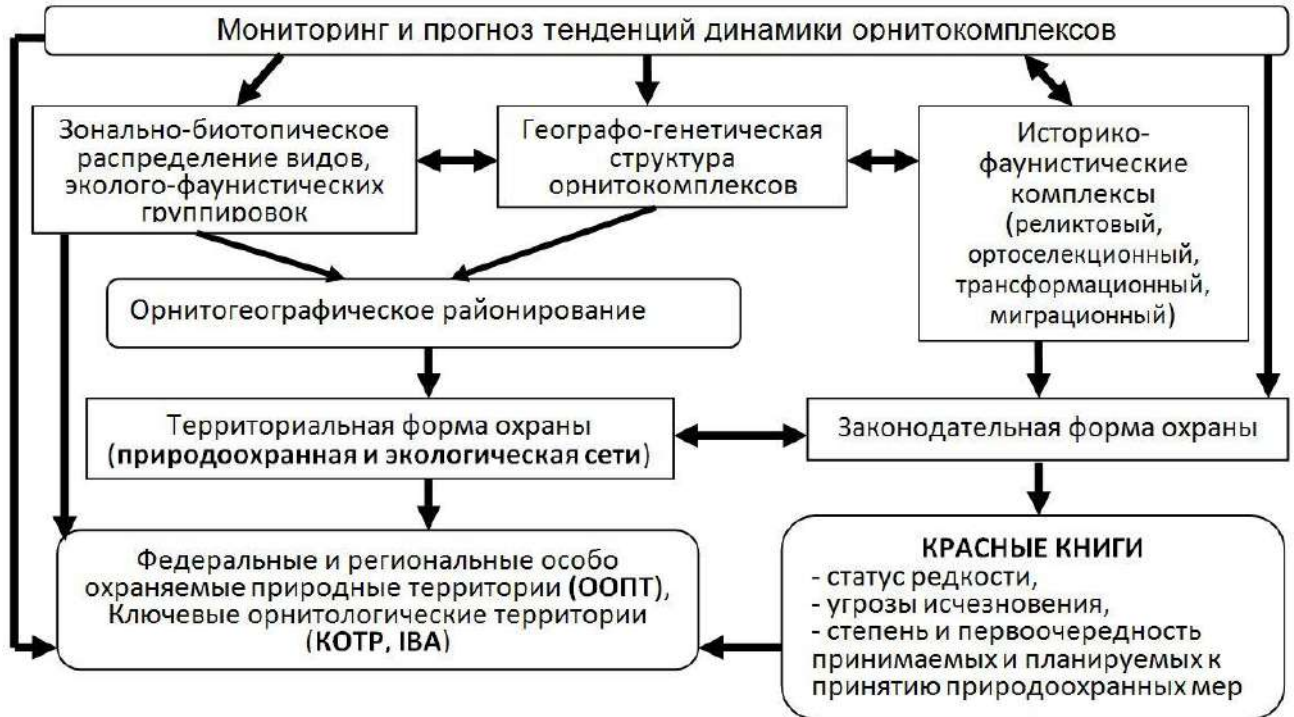 Мониторинг и прогноз тенденций динамики орнитокомплексов
Зонально-биотопическое
распределение видов,
эколого-фаунистических
группировок
Географо-генетическая
структура
орнитокомплексов
Историко-
фаунистические
комплексы
(реликтовый,
ортоселекционный,
трансформационный,
миграционный)
Орнитогеографическое районирование
Территориальная форма охраны
(природоохранная и экологическая сети)
Законодательная форма охраны
Федеральные и региональные особо
охраняемые природные территории (ООПТ),
Ключевые орнитологические территории
(КОТР, IBA)
КРАСНЫЕ КНИГИ
- статус редкости,
- угрозы исчезновения,
- степень и первоочередность
принимаемых и планируемых к
принятию природоохранных мер